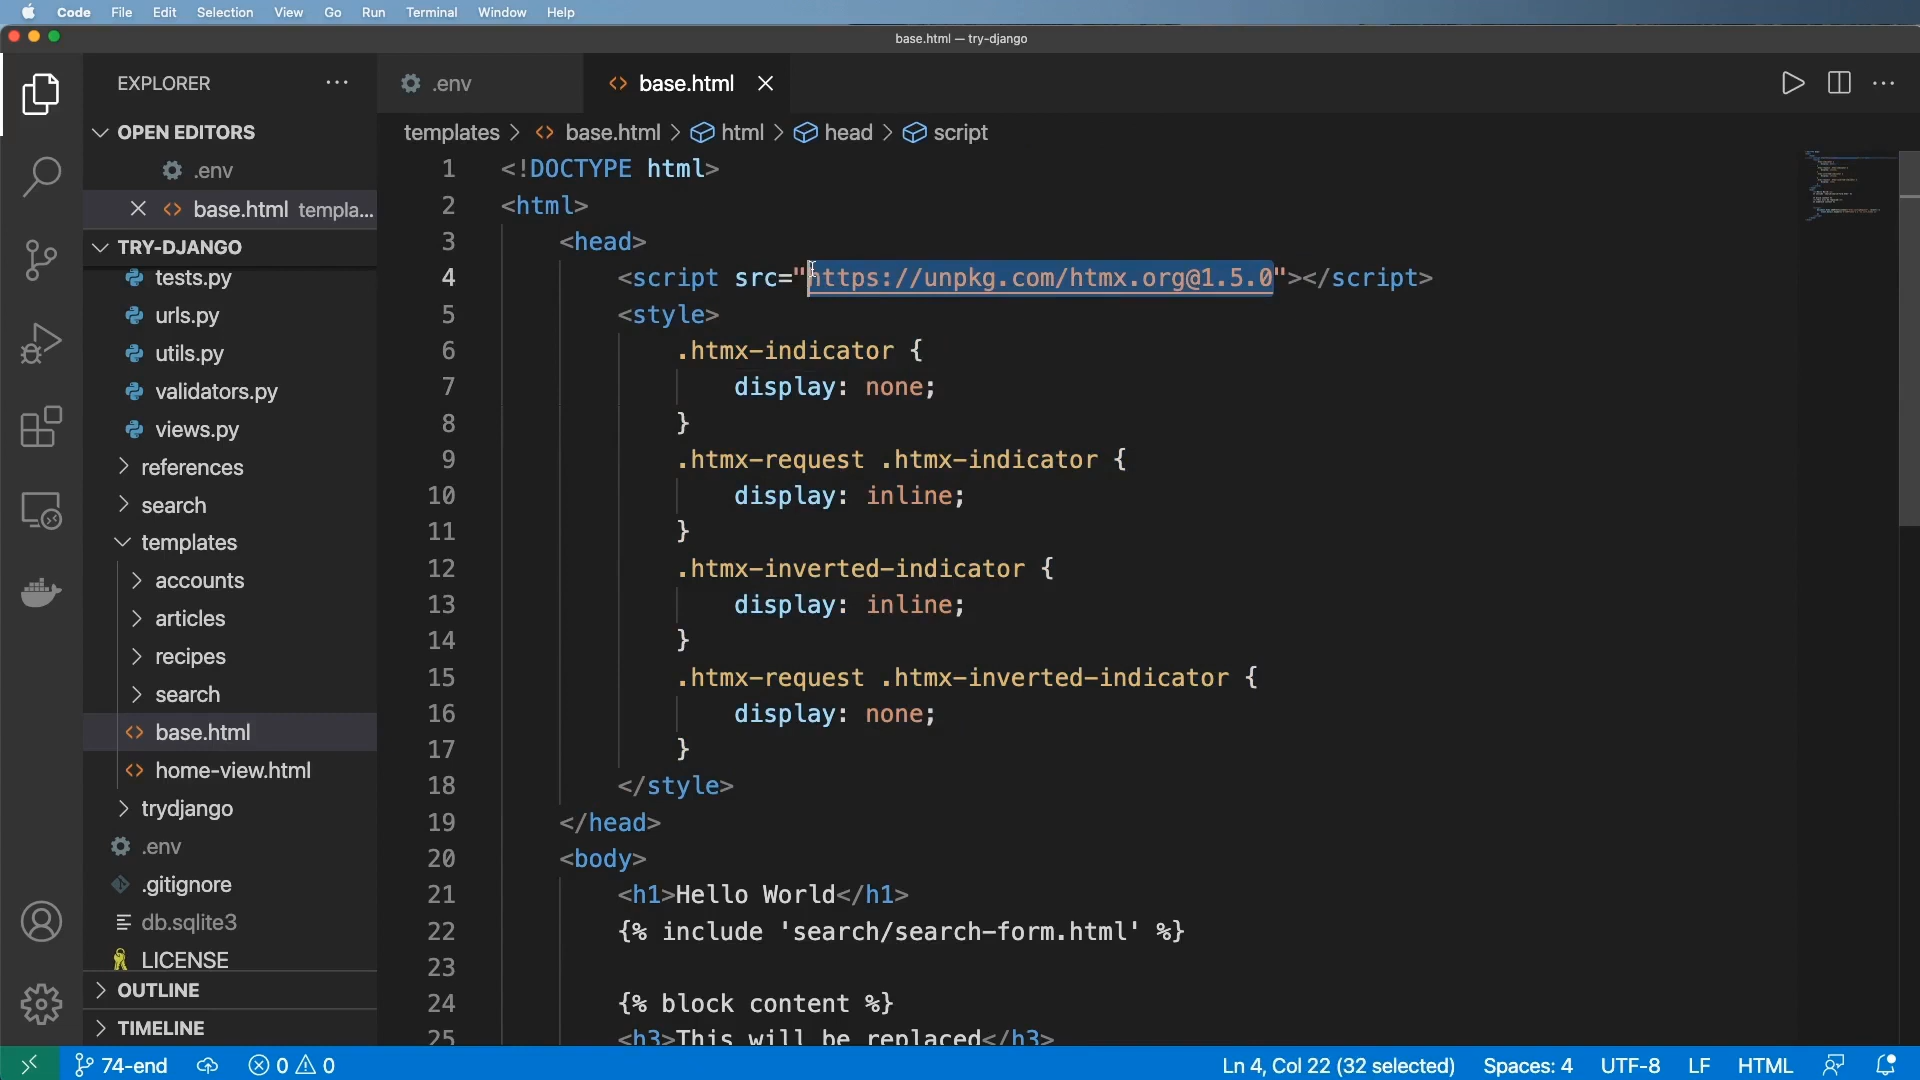 Code File Edit Selection View Go Run Terminal Window Help
base.html — try-django
EXPLORER
OPEN EDITORS
.env
base.html templa...
TRY-DJANGO
tests.py
urls.py
utils.py
validators.py
views.py
references
search
templates
accounts
articles
recipes
search
base.html
home-view.html
trydjango
.env
.gitignore
db.sqlite3
LICENSE
OUTLINE
TIMELINE
.env
base.html
templates > base.html > html > head > script
1 <!DOCTYPE html>
2 <html>
3 <head>
4 <script src="https://unpkg.com/htmx.org@1.5.0"></script>
5 <style>
6 .htmx-indicator {
7 display: none;
8 }
9 .htmx-request .htmx-indicator {
10 display: inline;
11 }
12 .htmx-inverted-indicator {
13 display: inline;
14 }
15 .htmx-request .htmx-inverted-indicator {
16 display: none;
17 }
18 </style>
19 </head>
20 <body>
21 <h1>Hello World</h1>
22 {% include 'search/search-form.html' %}
23
24 {% block content %}
25 <h3>This will be replaced</h3>
74-end 0 0 Ln 4, Col 22 (32 selected) Spaces: 4 UTF-8 LF HTML